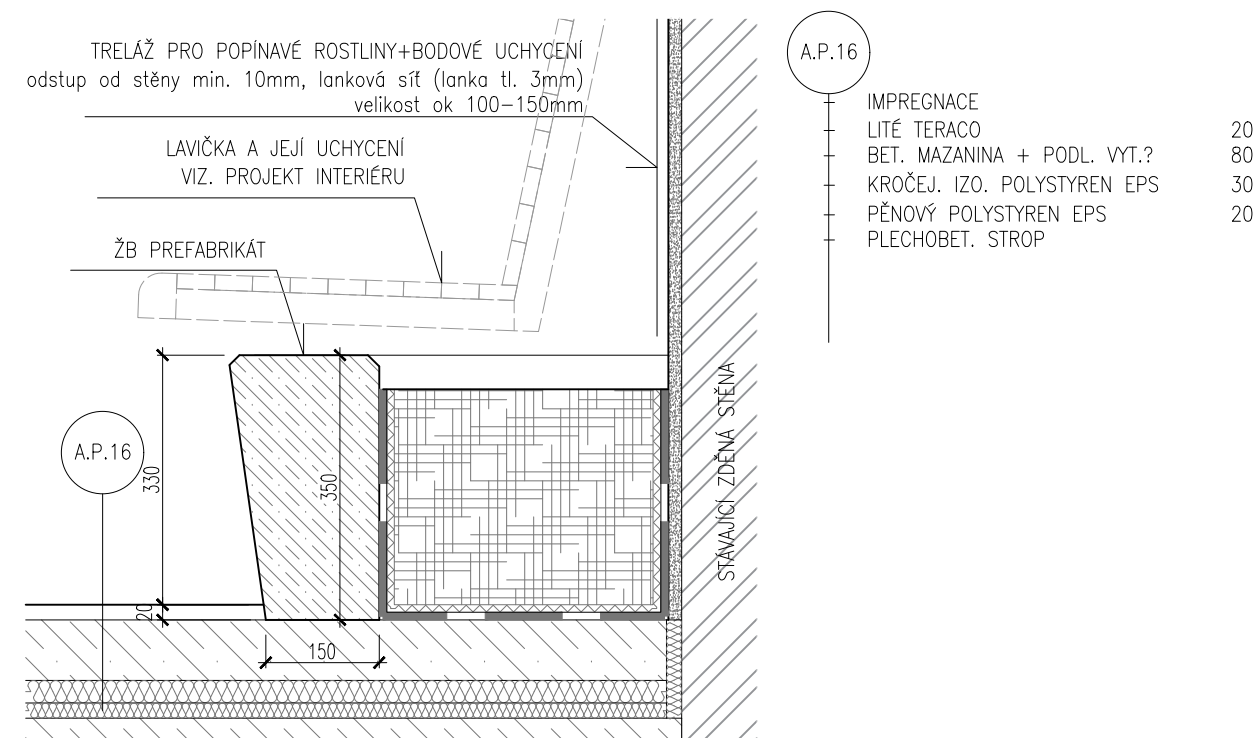 TRELÁŽ PRO POPÍNAVÉ ROSTLINY+BODOVÉ UCHYCENÍ
odstup od stěny min. 10mm, lanková síť (lanka tl. 3mm)
velikost ok 100-150mm
LAVIČKA A JEJÍ UCHYCENÍ
VIZ. PROJEKT INTERIÉRU
ŽB PREFABRIKÁT
A.P.16
330
20
350
150
STÁVAJÍCÍ ZDĚNÁ STĚNA
A.P.16
IMPREGNACE
LITÉ TERACO 20
BET. MAZANINA + PODL. VYT.? 80
KROČEJ. IZO. POLYSTYREN EPS 30
PĚNOVÝ POLYSTYREN EPS 20
PLECHOBET. STROP